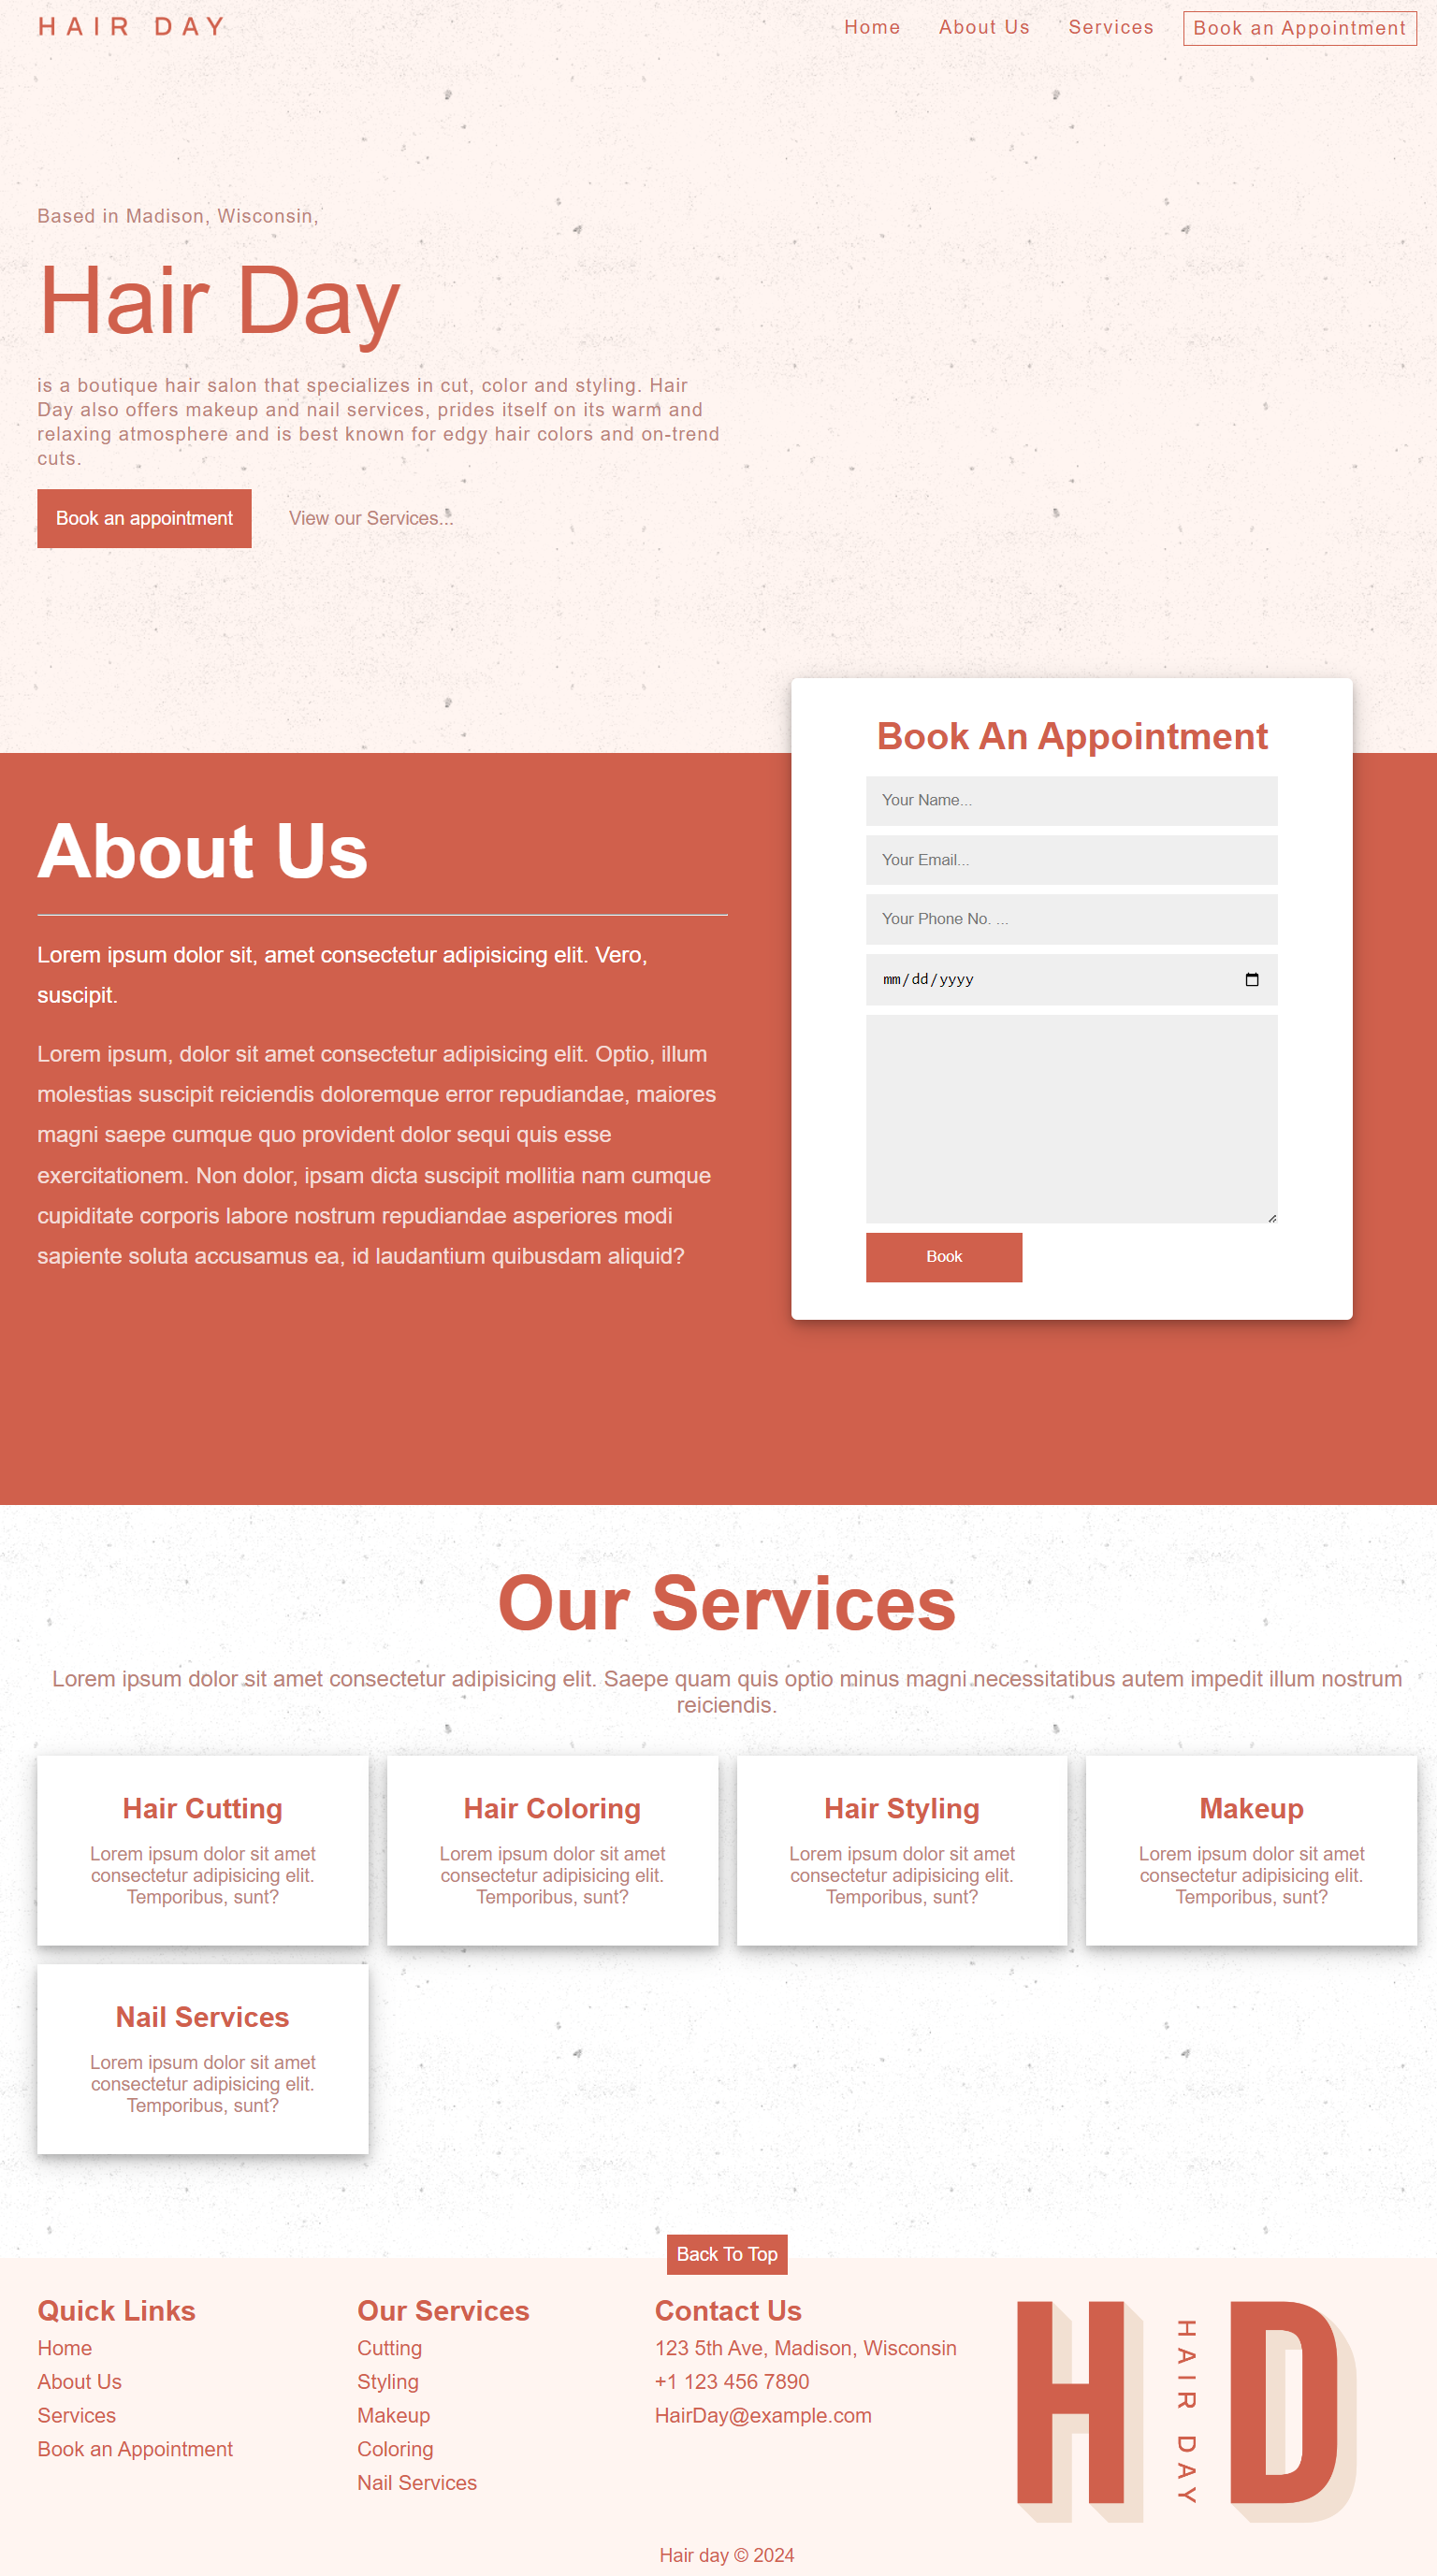 HAIR DAY
Home About Us Services Book an Appointment
Based in Madison, Wisconsin,
Hair Day
is a boutique hair salon that specializes in cut, color and styling. Hair
Day also offers makeup and nail services, prides itself on its warm and
relaxing atmosphere and is best known for edgy hair colors and on-trend
cuts.
Book an appointment View our Services...
Book An Appointment
Your Name...
Your Email...
Your Phone No. ...
mm/dd/yyyy
Book
About Us
Lorem ipsum dolor sit, amet consectetur adipisicing elit. Vero,
suscipit.
Lorem ipsum, dolor sit amet consectetur adipisicing elit. Optio, illum
molestias suscipit reiciendis doloremque error repudiandae, maiores
magni saepe cumque quo provident dolor sequi quis esse
exercitationem. Non dolor, ipsam dicta suscipit mollitia nam cumque
cupiditate corporis labore nostrum repudiandae asperiores modi
sapiente soluta accusamus ea, id laudantium quibusdam aliquid?
Our Services
Lorem ipsum dolor sit amet consectetur adipisicing elit. Saepe quam quis optio minus magni necessitatibus autem impedit illum nostrum
reiciendis.
Hair Cutting
Lorem ipsum dolor sit amet
consectetur adipisicing elit.
Temporibus, sunt?
Hair Coloring
Lorem ipsum dolor sit amet
consectetur adipisicing elit.
Temporibus, sunt?
Hair Styling
Lorem ipsum dolor sit amet
consectetur adipisicing elit.
Temporibus, sunt?
Makeup
Lorem ipsum dolor sit amet
consectetur adipisicing elit.
Temporibus, sunt?
Nail Services
Lorem ipsum dolor sit amet
consectetur adipisicing elit.
Temporibus, sunt?
Back To Top
Quick Links
Home
About Us
Services
Book an Appointment
Our Services
Cutting
Styling
Makeup
Coloring
Nail Services
Contact Us
123 5th Ave, Madison, Wisconsin
+1 123 456 7890
HairDay@example.com
H
HAIR DAY
D
Hair day © 2024